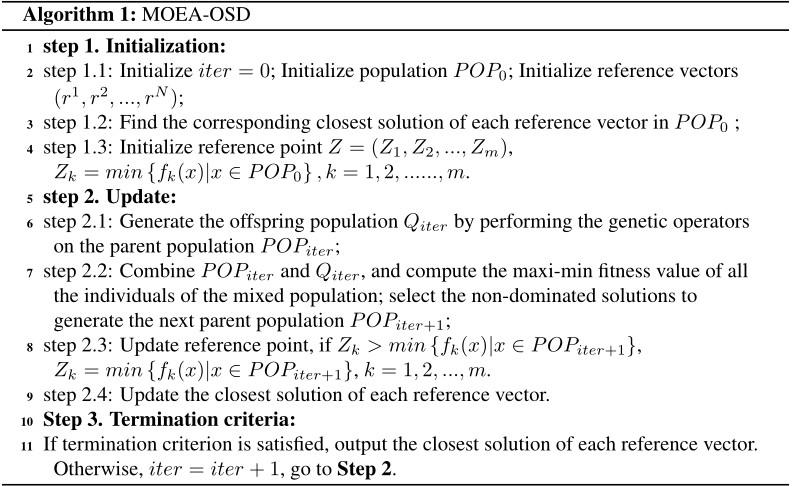 Algorithm 1: MOEA-OSD
1 step 1. Initialization:
2 step 1.1: Initialize iter = 0; Initialize population POP_0; Initialize reference vectors
(r^1, r^2, ..., r^N);
3 step 1.2: Find the corresponding closest solution of each reference vector in POP_0 ;
4 step 1.3: Initialize reference point Z = (Z_1, Z_2, ..., Z_m),
Z_k = min {f_k(x)|x ∈ POP_0} , k = 1, 2, ......, m.
5 step 2. Update:
6 step 2.1: Generate the offspring population Q_{iter} by performing the genetic operators
on the parent population POP_{iter};
7 step 2.2: Combine POP_{iter} and Q_{iter}, and compute the maxi-min fitness value of all
the individuals of the mixed population; select the non-dominated solutions to
generate the next parent population POP_{iter+1};
8 step 2.3: Update reference point, if Z_k > min {f_k(x)|x ∈ POP_{iter+1}},
Z_k = min {f_k(x)|x ∈ POP_{iter+1}}, k = 1, 2, ..., m.
9 step 2.4: Update the closest solution of each reference vector.
10 Step 3. Termination criteria:
11 If termination criterion is satisfied, output the closest solution of each reference vector.
Otherwise, iter = iter + 1, go to Step 2.